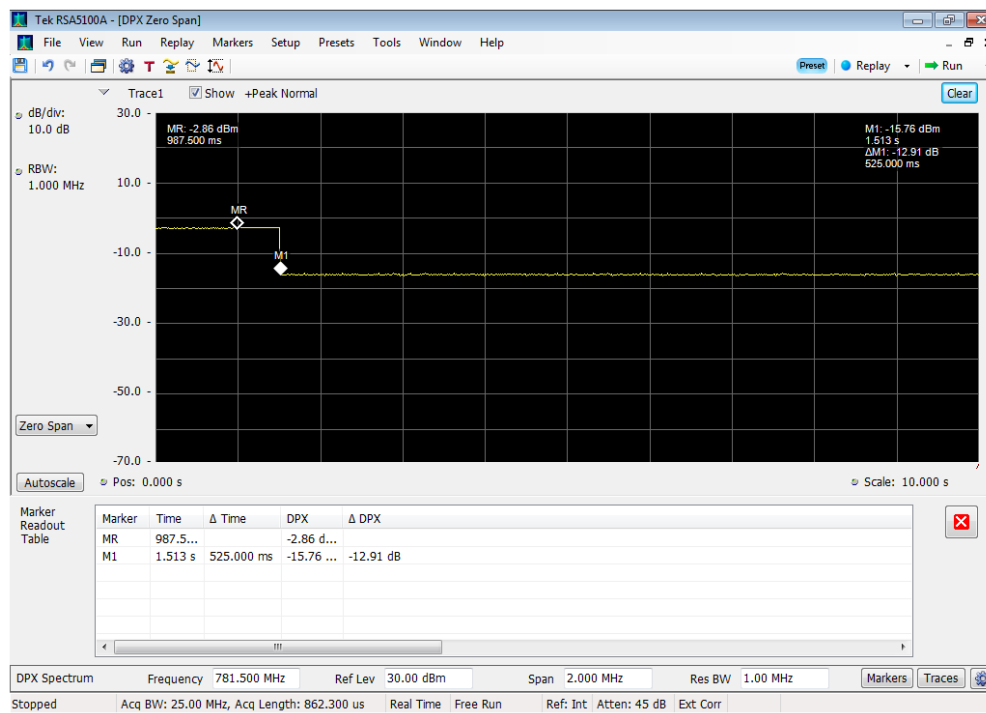 Tek RSA5100A - [DPX Zero Span]
File View Run Replay Markers Setup Presets Tools Window Help
T Preset Replay Run
Trace1 Show +Peak Normal Clear
dB/div:
10.0 dB
RBW:
1.000 MHz
30.0 -
10.0 -
-10.0 -
-30.0 -
-50.0 -
-70.0 -
MR: -2.86 dBm
987.500 ms
M1: -15.76 dBm
1.513 s
ΔM1: -12.91 dB
525.000 ms
MR
M1
Zero Span
Autoscale Pos: 0.000 s Scale: 10.000 s
Marker
Readout
Table
Marker Time Δ Time DPX Δ DPX
MR 987.5... -2.86 d...
M1 1.513 s 525.000 ms -15.76 ... -12.91 dB
DPX Spectrum Frequency 781.500 MHz Ref Lev 30.00 dBm Span 2.000 MHz Res BW 1.00 MHz Markers Traces
Stopped Acq BW: 25.00 MHz, Acq Length: 862.300 us Real Time Free Run Ref: Int Atten: 45 dB Ext Corr